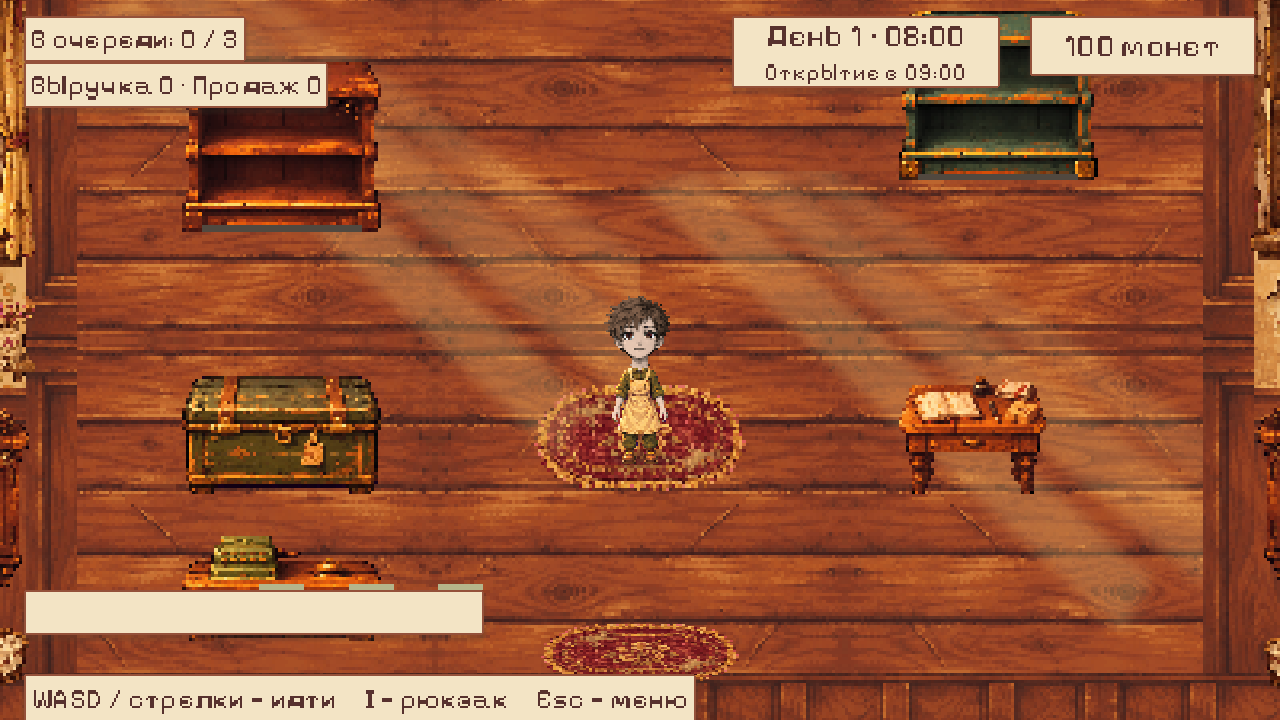 В очереди: 0 / 3
Выручка 0 · Продаж 0
День 1 · 08:00
Открытие в 09:00
100 монет
WASD / стрелки - идти I - рюкзак Esc - меню